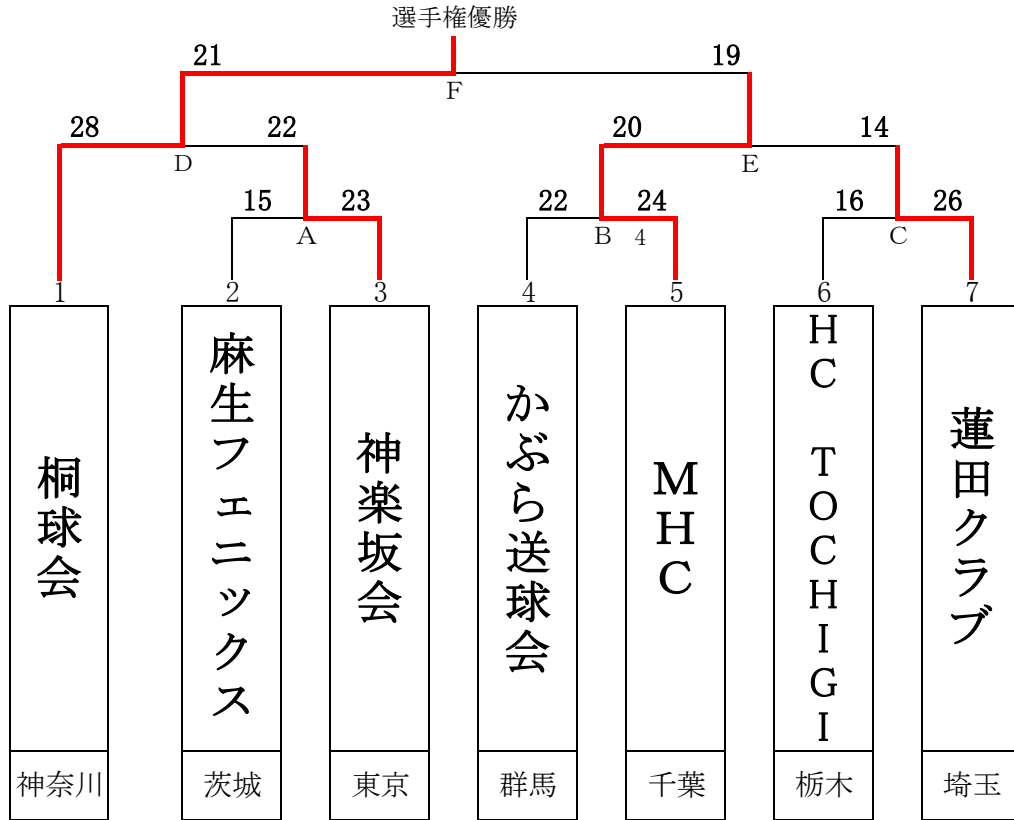 選手権優勝
21 19
F
28 22 20 14
D E
15 23 22 24 16 26
A B 4 C
1 2 3 4 5 6 7
桐球会
麻生フェニックス
神楽坂会
かぶら送球会
MHC
HC TOCHIGI
蓮田クラブ
神奈川 茨城 東京 群馬 千葉 栃木 埼玉